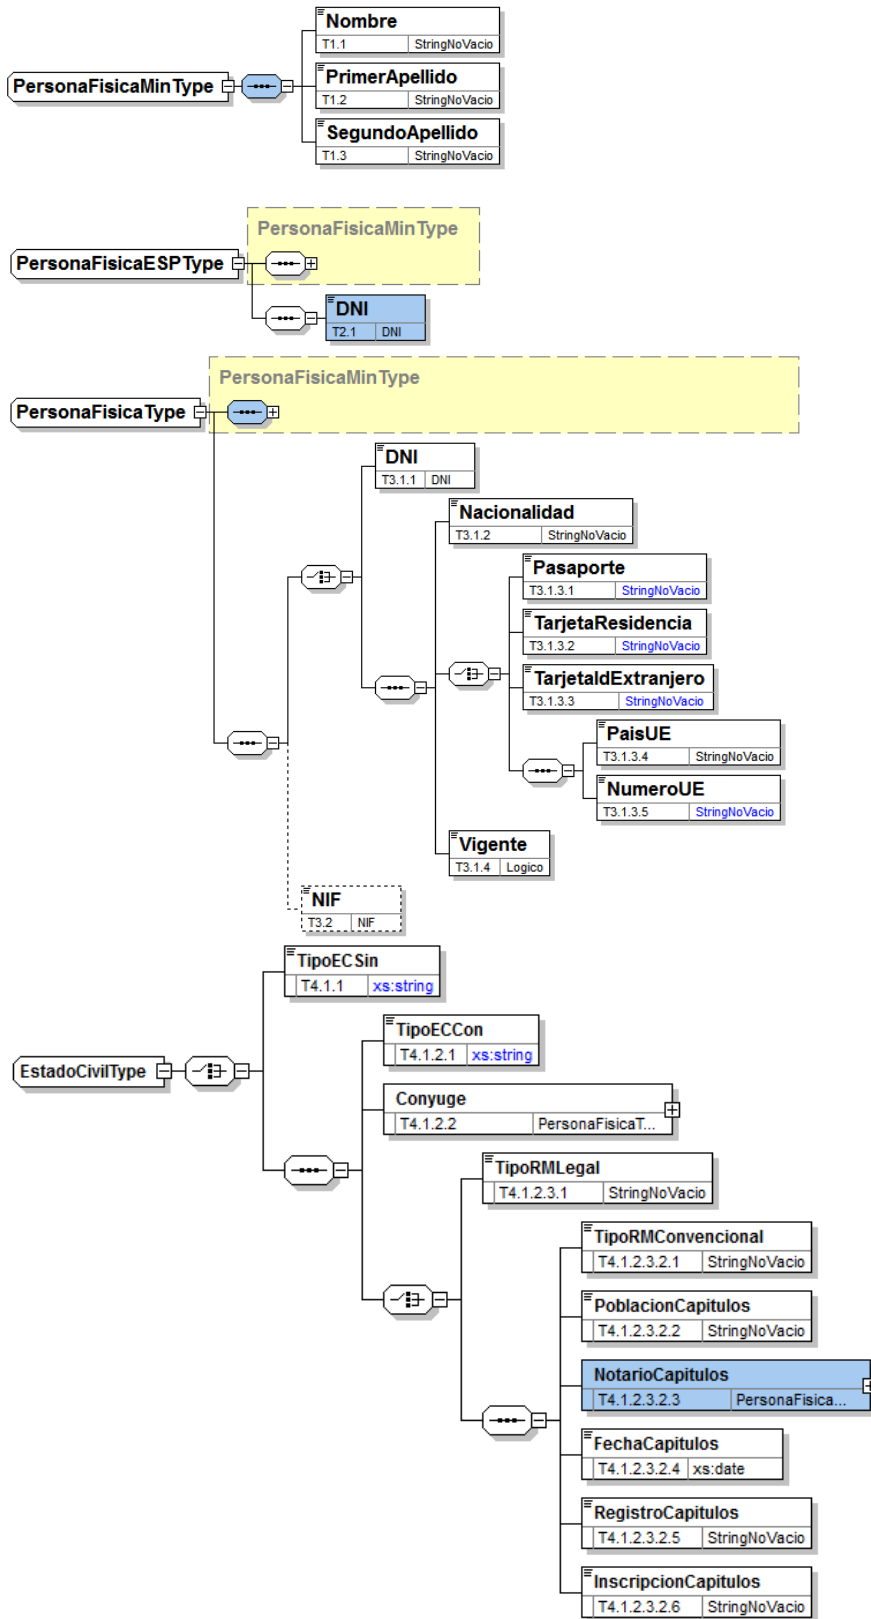 Nombre
T1.1 StringNoVacio
PersonaFisicaMinType
PrimerApellido
T1.2 StringNoVacio
SegundoApellido
T1.3 StringNoVacio
PersonaFisicaMinType
PersonaFisicaESPType
DNI
T2.1 DNI
PersonaFisicaMinType
PersonaFisicaType
DNI
T3.1.1 DNI
Nacionalidad
T3.1.2 StringNoVacio
Pasaporte
T3.1.3.1 StringNoVacio
TarjetaResidencia
T3.1.3.2 StringNoVacio
TarjetaIdExtranjero
T3.1.3.3 StringNoVacio
PaisUE
T3.1.3.4 StringNoVacio
NumeroUE
T3.1.3.5 StringNoVacio
Vigente
T3.1.4 Logico
NIF
T3.2 NIF
TipoECSin
T4.1.1 xs:string
TipoECCon
T4.1.2.1 xs:string
EstadoCivilType
Conyuge
T4.1.2.2 PersonaFisicaT...
TipoRMLegal
T4.1.2.3.1 StringNoVacio
TipoRMConvencional
T4.1.2.3.2.1 StringNoVacio
PoblacionCapitulos
T4.1.2.3.2.2 StringNoVacio
NotarioCapitulos
T4.1.2.3.2.3 PersonaFisica...
FechaCapitulos
T4.1.2.3.2.4 xs:date
RegistroCapitulos
T4.1.2.3.2.5 StringNoVacio
InscripcionCapitulos
T4.1.2.3.2.6 StringNoVacio